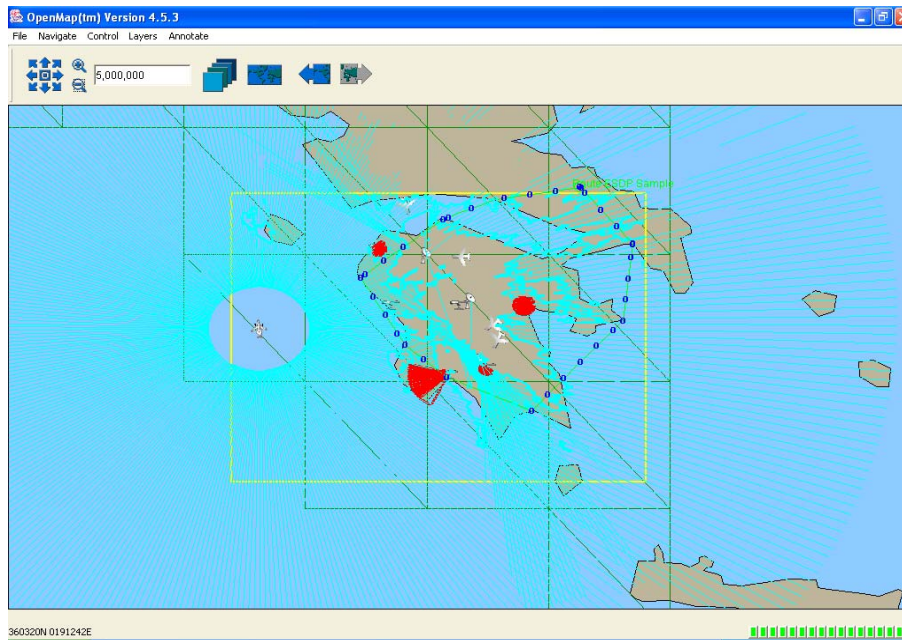 OpenMap(tm) Version 4.5.3
File Navigate Control Layers Annotate
5,000,000
360320N 0191242E